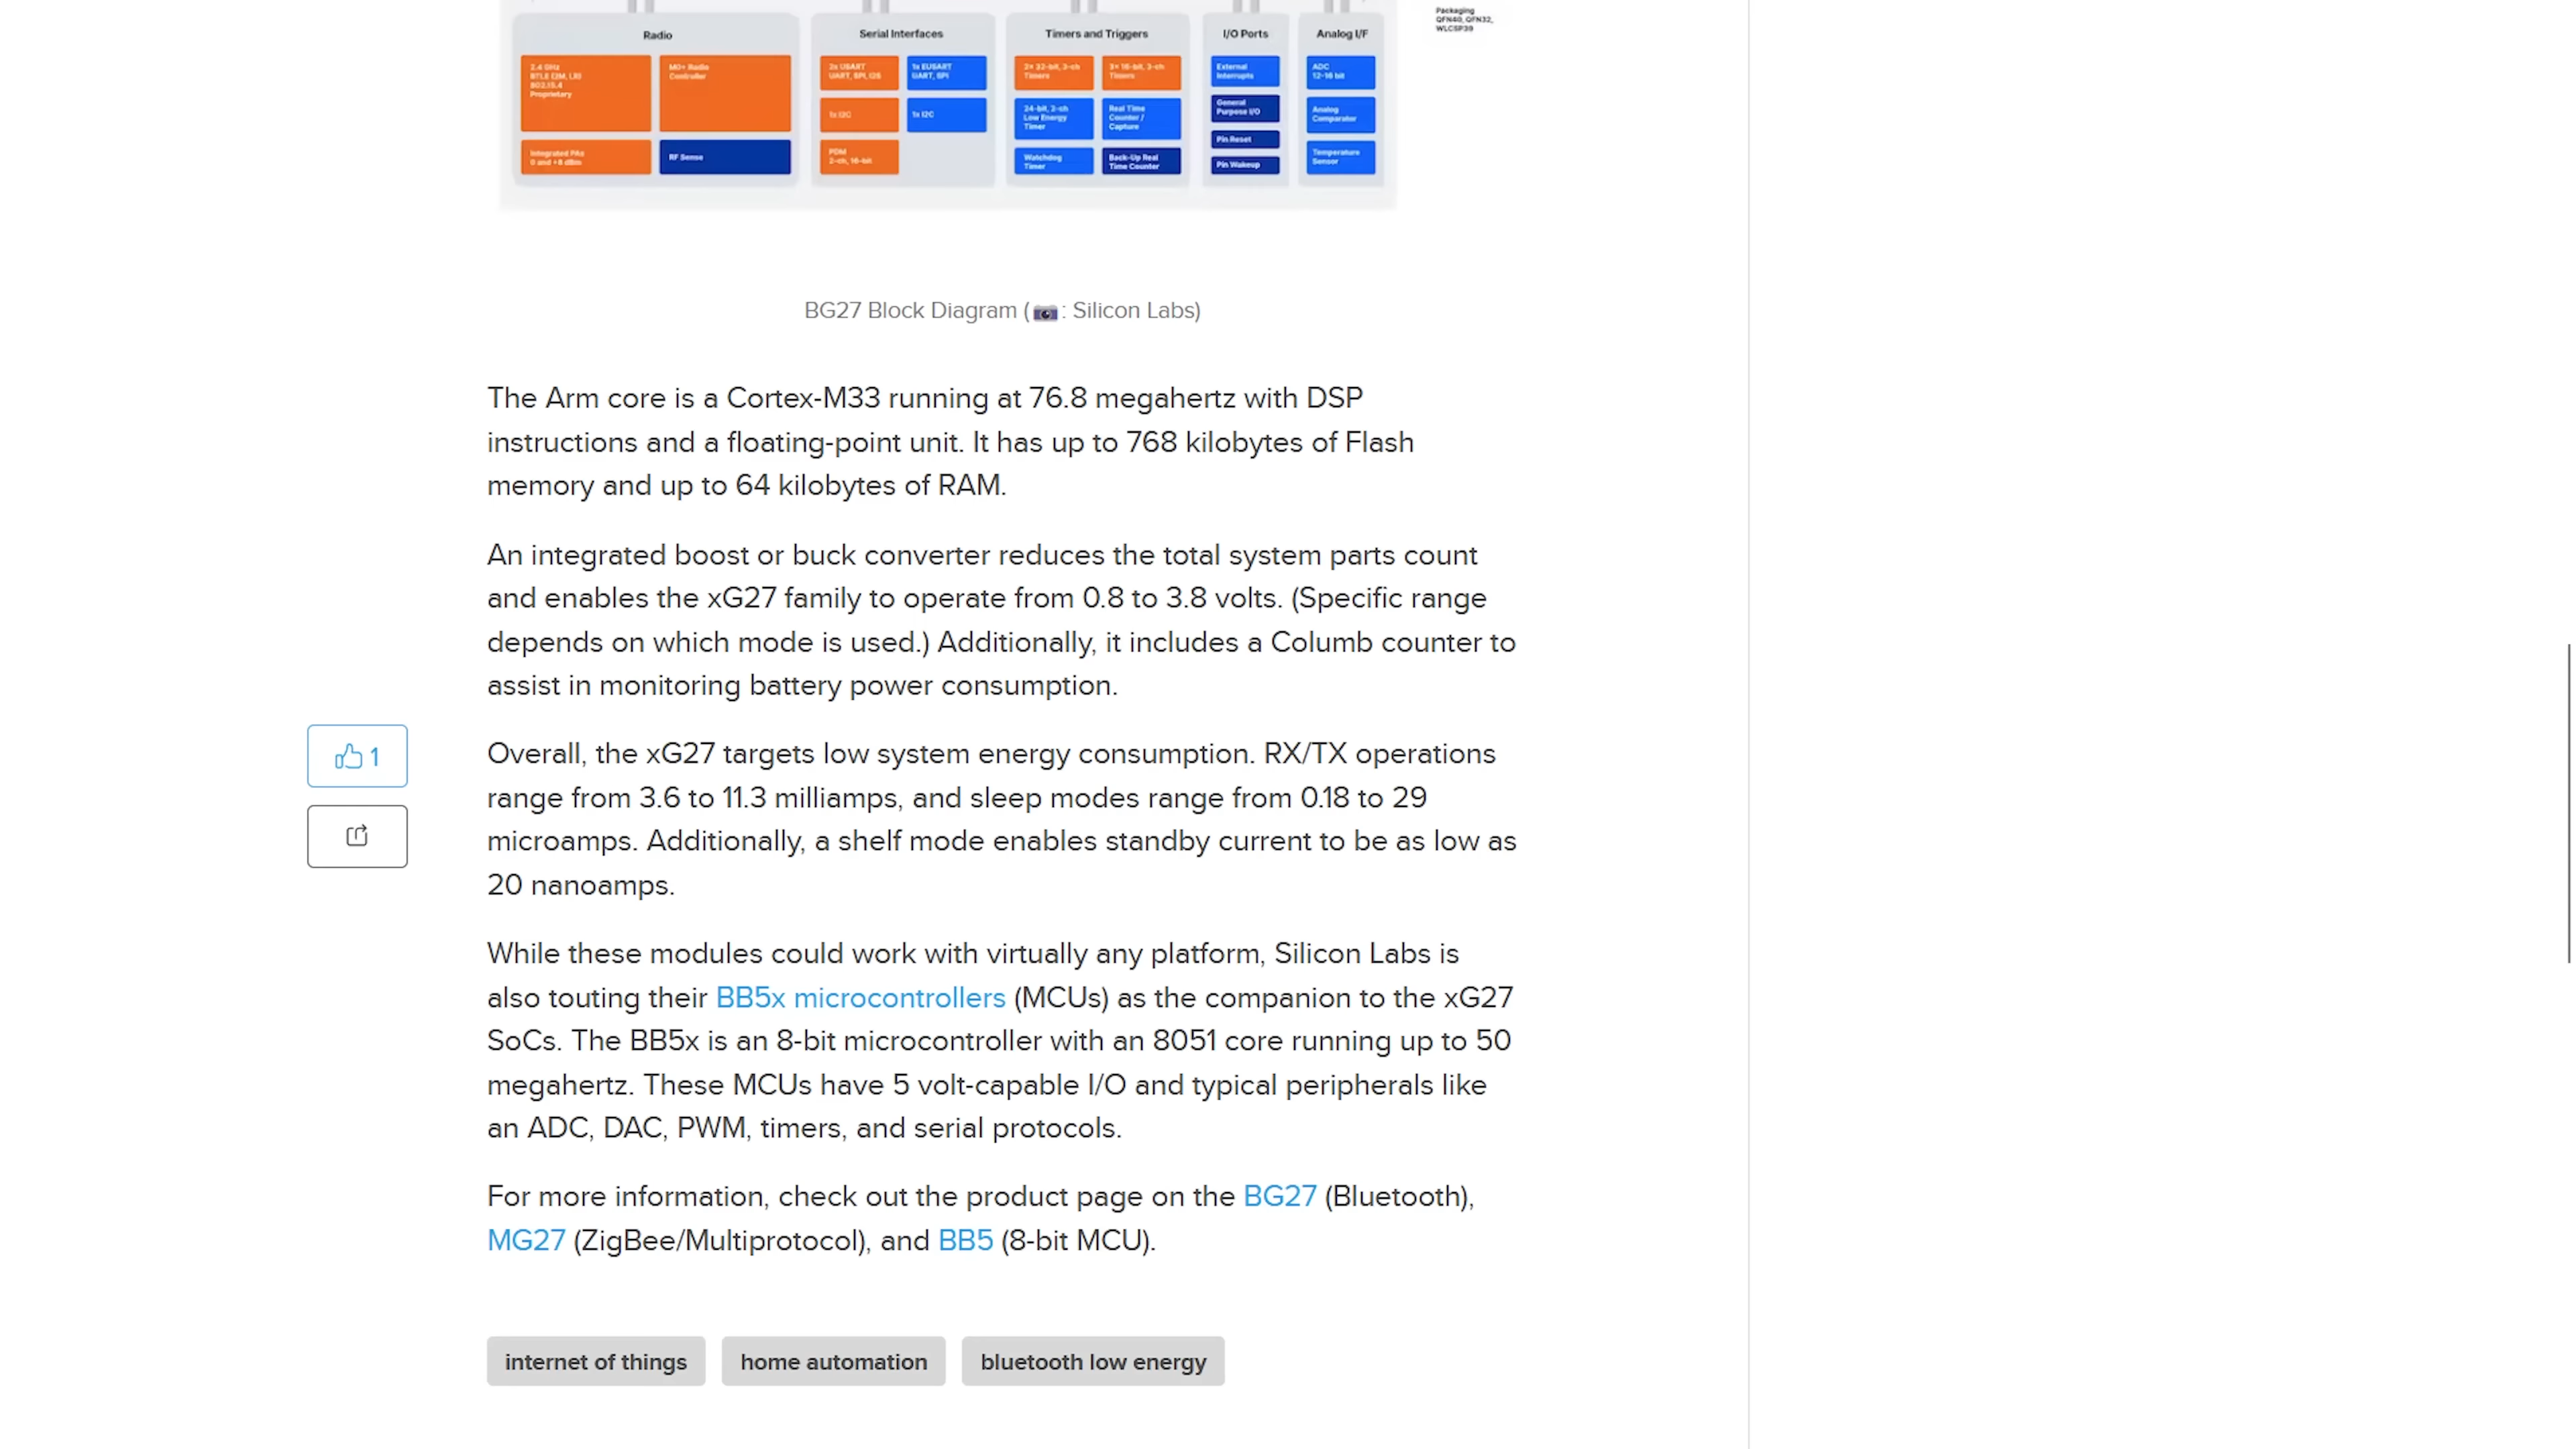 Packaging
QFN40, QFN32,
WLCSP39
Radio
Serial Interfaces
Timers and Triggers
I/O Ports
Analog I/F
2.4 GHz
802.15.4
Proprietary
M0+ Radio
Controller
Integrated PAs
0 and +8 dBm
RF Sense
2x USART
UART, SPI, I2S
1x EUSART
UART, SPI
1x I2C
1x I2C
PDM
2-ch, 16-bit
2x 32-bit, 3-ch
Timers
3x 16-bit, 3-ch
Timers
24-bit, 2-ch
Low Energy
Timer
Real Time
Counter /
Capture
Watchdog
Timer
Back-Up Real
Time Counter
External
Interrupts
General
Purpose I/O
Pin Reset
Pin Wakeup
ADC
12-16 bit
Analog
Comparator
Temperature
Sensor
BG27 Block Diagram (📷: Silicon Labs)
The Arm core is a Cortex-M33 running at 76.8 megahertz with DSP
instructions and a floating-point unit. It has up to 768 kilobytes of Flash
memory and up to 64 kilobytes of RAM.
An integrated boost or buck converter reduces the total system parts count
and enables the xG27 family to operate from 0.8 to 3.8 volts. (Specific range
depends on which mode is used.) Additionally, it includes a Columb counter to
assist in monitoring battery power consumption.
1
Overall, the xG27 targets low system energy consumption. RX/TX operations
range from 3.6 to 11.3 milliamps, and sleep modes range from 0.18 to 29
microamps. Additionally, a shelf mode enables standby current to be as low as
20 nanoamps.
While these modules could work with virtually any platform, Silicon Labs is
also touting their BB5x microcontrollers (MCUs) as the companion to the xG27
SoCs. The BB5x is an 8-bit microcontroller with an 8051 core running up to 50
megahertz. These MCUs have 5 volt-capable I/O and typical peripherals like
an ADC, DAC, PWM, timers, and serial protocols.
For more information, check out the product page on the BG27 (Bluetooth),
MG27 (ZigBee/Multiprotocol), and BB5 (8-bit MCU).
internet of things
home automation
bluetooth low energy